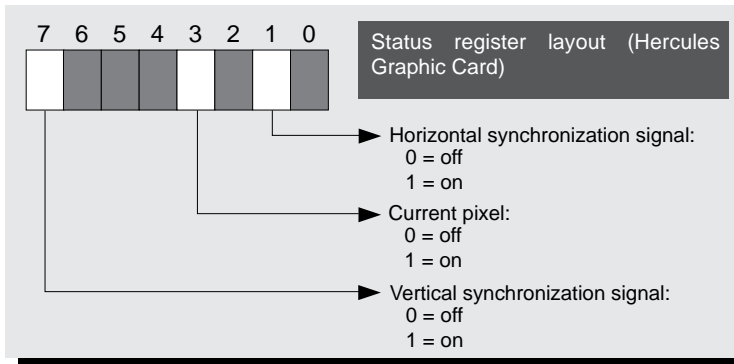 7 6 5 4 3 2 1 0
Status register layout (Hercules
Graphic Card)
Horizontal synchronization signal:
0 = off
1 = on
Current pixel:
0 = off
1 = on
Vertical synchronization signal:
0 = off
1 = on